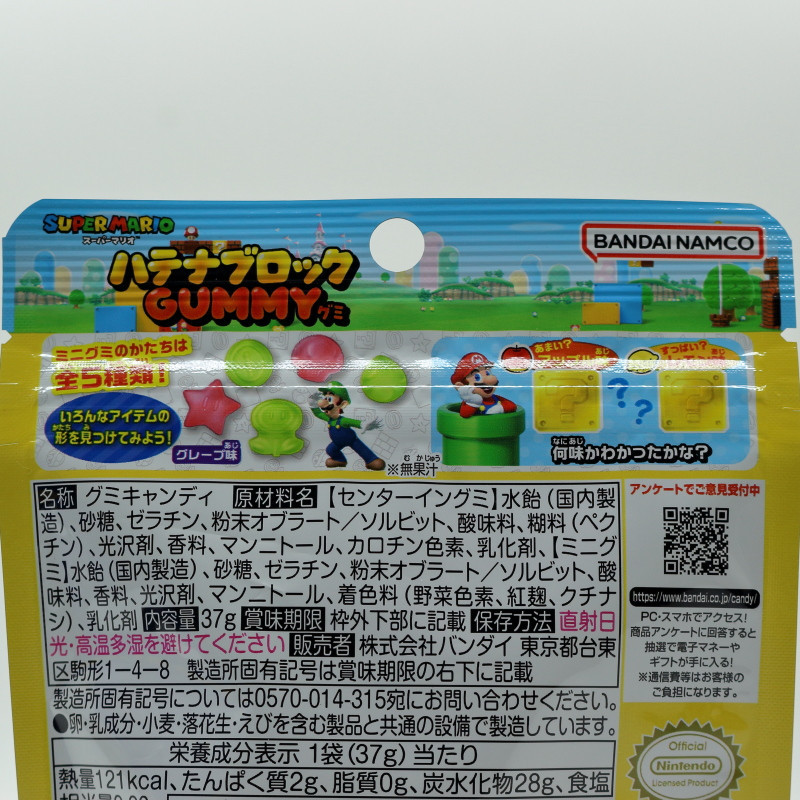 SUPER MARIO
スーパーマリオ
BANDAI NAMCO
ハテナブロック
GUMMY グミ
ミニグミのかたちは
全5種類!
いろんなアイテムの
形を見つけてみよう!
グレープ味
※無果汁
あまい?
アップル味
すっぱい?
レモン味
何味かわかったかな?
名称 グミキャンディ 原材料名 【センターイングミ】水飴(国内製
造)、砂糖、ゼラチン、粉末オブラート/ソルビット、酸味料、糊料(ペク
チン)、光沢剤、香料、マンニトール、カロチン色素、乳化剤、【ミニグ
ミ】水飴(国内製造)、砂糖、ゼラチン、粉末オブラート/ソルビット、酸
味料、香料、光沢剤、マンニトール、着色料(野菜色素、紅麹、クチナ
シ)、乳化剤 内容量 37g 賞味期限 枠外下部に記載 保存方法 直射日
光・高温多湿を避けてください 販売者 株式会社バンダイ 東京都台東
区駒形1-4-8 製造所固有記号は賞味期限の右下に記載
製造所固有記号については0570-014-315宛にお問い合わせください。
●卵・乳成分・小麦・落花生・えびを含む製品と共通の設備で製造しています。
栄養成分表示 1袋(37g)当たり
熱量121kcal、たんぱく質2g、脂質0g、炭水化物28g、食塩
アンケートでご意見受付中
https://www.bandai.co.jp/candy/
PC・スマホでアクセス!
商品アンケートに回答すると
抽選で電子マネーや
ギフトが手に入る!
※通信費等はお客様の
ご負担になります。
Official
Nintendo
Licensed Product